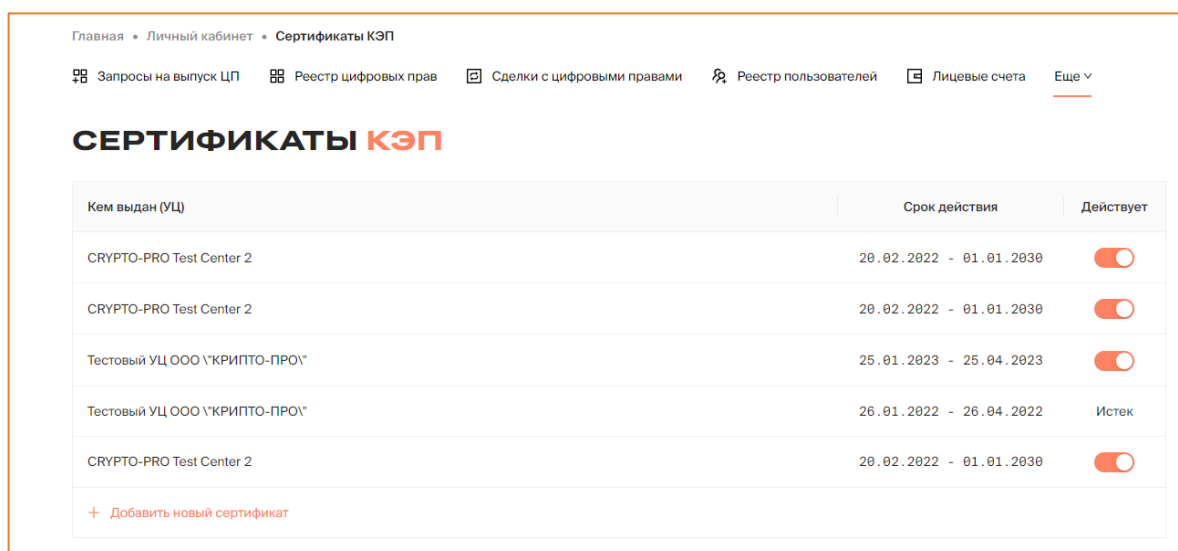 Главная • Личный кабинет • Сертификаты КЭП
Запросы на выпуск ЦП Реестр цифровых прав Сделки с цифровыми правами Реестр пользователей Лицевые счета Еще
СЕРТИФИКАТЫ КЭП
Кем выдан (УЦ) Срок действия Действует
CRYPTO-PRO Test Center 2 20.02.2022 - 01.01.2030
CRYPTO-PRO Test Center 2 20.02.2022 - 01.01.2030
Тестовый УЦ ООО \"КРИПТО-ПРО\" 25.01.2023 - 25.04.2023
Тестовый УЦ ООО \"КРИПТО-ПРО\" 26.01.2022 - 26.04.2022 Истек
CRYPTO-PRO Test Center 2 20.02.2022 - 01.01.2030
+ Добавить новый сертификат